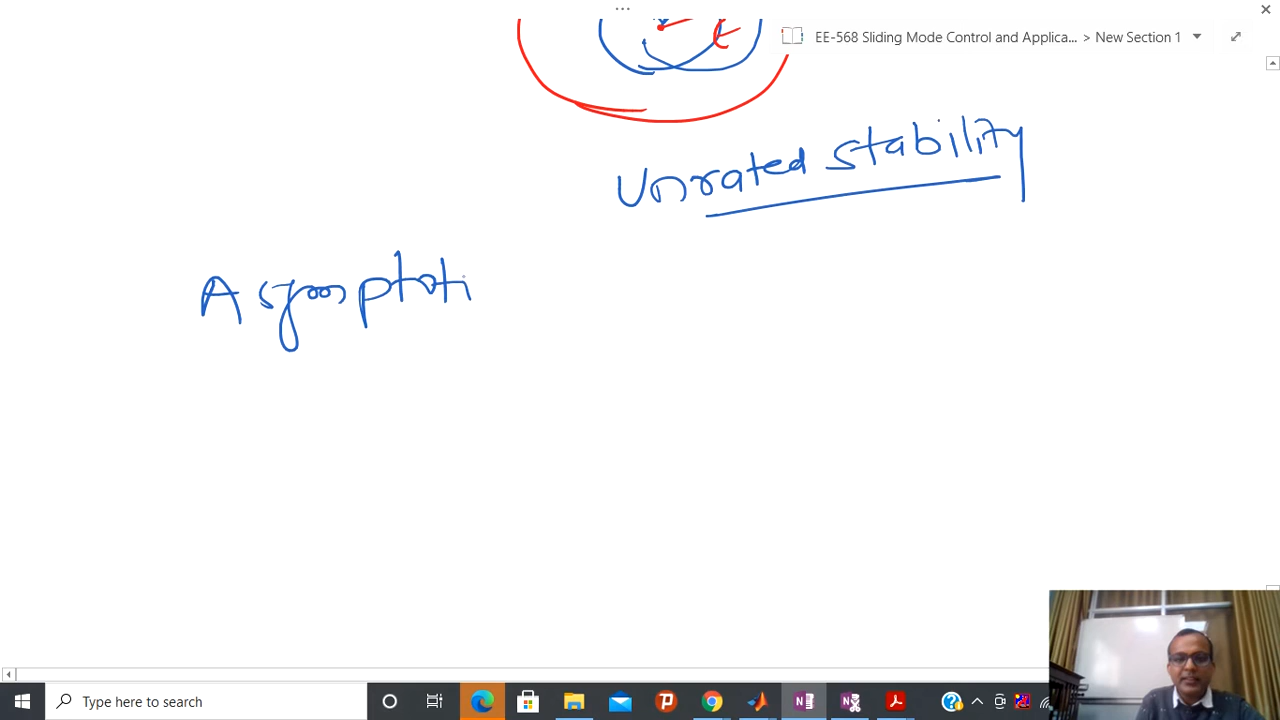 EE-568 Sliding Mode Control and Applica... > New Section 1
Unrated stability
Asymptoti
Type here to search